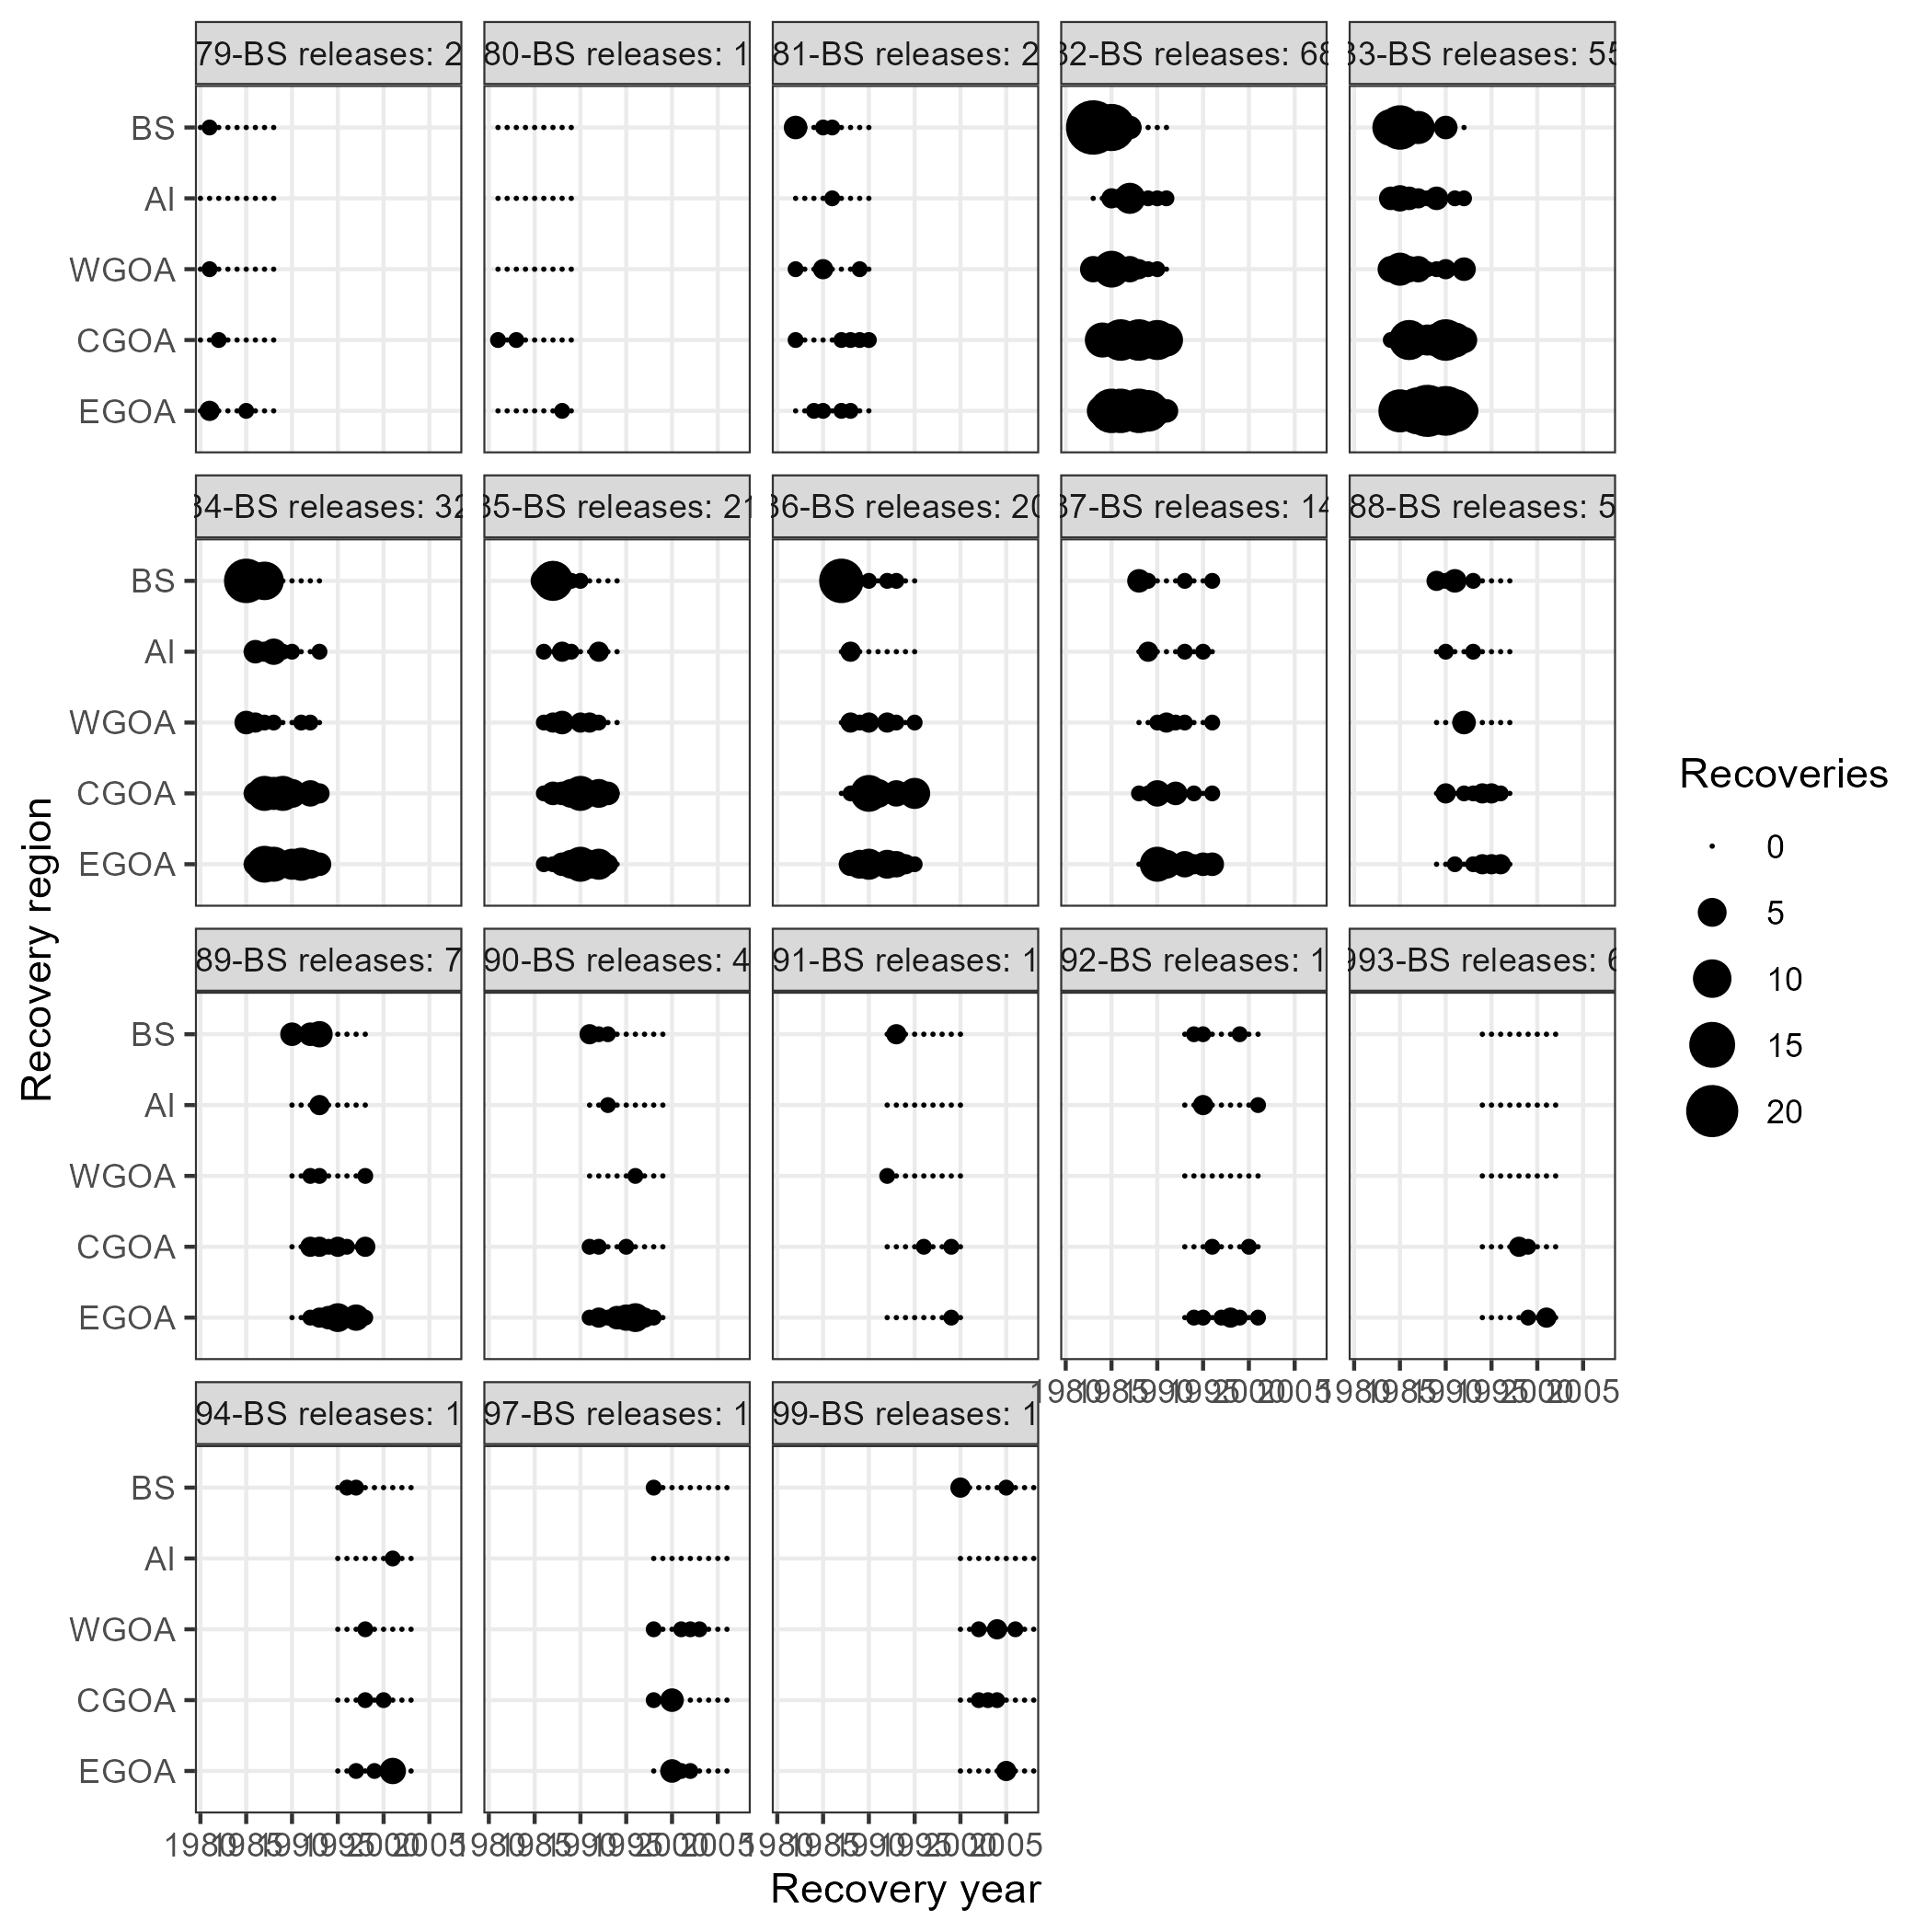 79-BS releases: 2
80-BS releases: 1
81-BS releases: 2
82-BS releases: 68
83-BS releases: 55
BS
AI
WGOA
CGOA
EGOA
84-BS releases: 32
85-BS releases: 21
86-BS releases: 20
87-BS releases: 14
88-BS releases: 5
BS
AI
WGOA
CGOA
EGOA
89-BS releases: 7
90-BS releases: 4
91-BS releases: 1
92-BS releases: 1
993-BS releases: 6
BS
AI
WGOA
CGOA
EGOA
1980 1985 1990 1995 2000 2005
1980 1985 1990 1995 2000 2005
94-BS releases: 1
97-BS releases: 1
99-BS releases: 1
BS
AI
WGOA
CGOA
EGOA
1980 1985 1990 1995 2000 2005
1980 1985 1990 1995 2000 2005
1980 1985 1990 1995 2000 2005
Recovery year
Recovery region
Recoveries
0
5
10
15
20